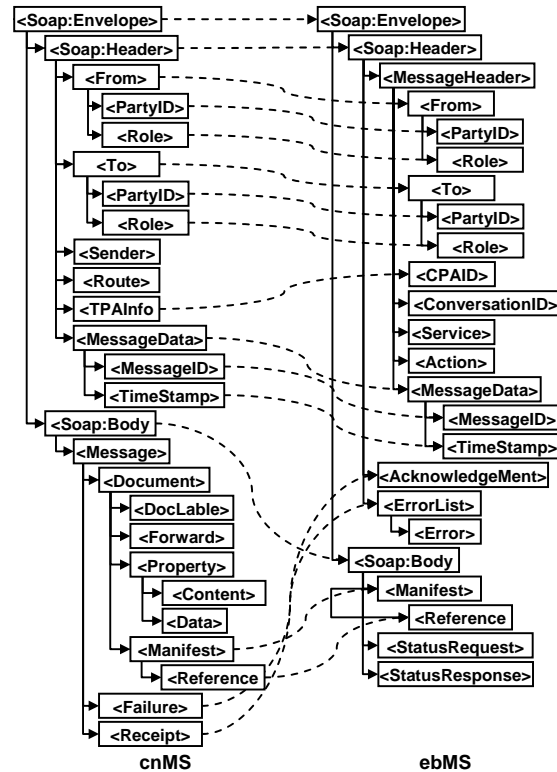 <Soap:Envelope>
<Soap:Header>
<From>
<PartyID>
<Role>
<To>
<PartyID>
<Role>
<Sender>
<Route>
<TPAInfo
<MessageData>
<MessageID>
<TimeStamp>
<Soap:Body>
<Message>
<Document>
<DocLable>
<Forward>
<Property>
<Content>
<Data>
<Manifest>
<Reference
<Failure>
<Receipt>
cnMS
<Soap:Envelope>
<Soap:Header>
<MessageHeader>
<From>
<PartyID>
<Role>
<To>
<PartyID>
<Role>
<CPAID>
<ConversationID>
<Service>
<Action>
<MessageData>
<MessageID>
<TimeStamp>
<AcknowledgeMent>
<ErrorList>
<Error>
<Soap:Body>
<Manifest>
<Reference
<StatusRequest>
<StatusResponse>
ebMS